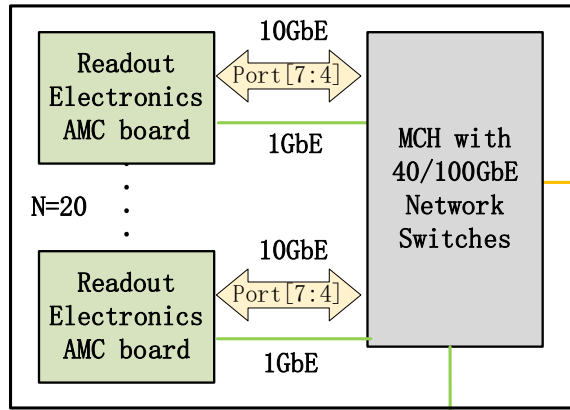 10GbE
Readout
Electronics
AMC board
Port[7:4]
1GbE
MCH with
40/100GbE
Network
Switches
N=20
10GbE
Readout
Electronics
AMC board
Port[7:4]
1GbE